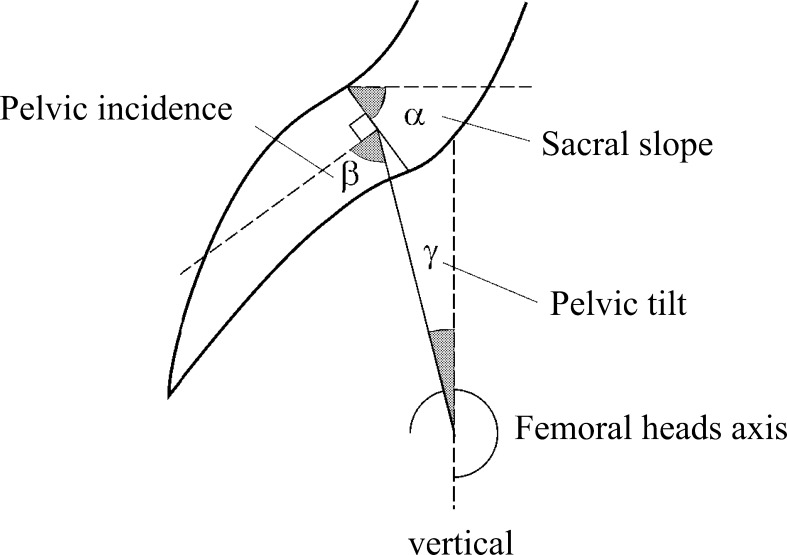 Pelvic incidence
α
Sacral slope
β
γ
Pelvic tilt
Femoral heads axis
vertical